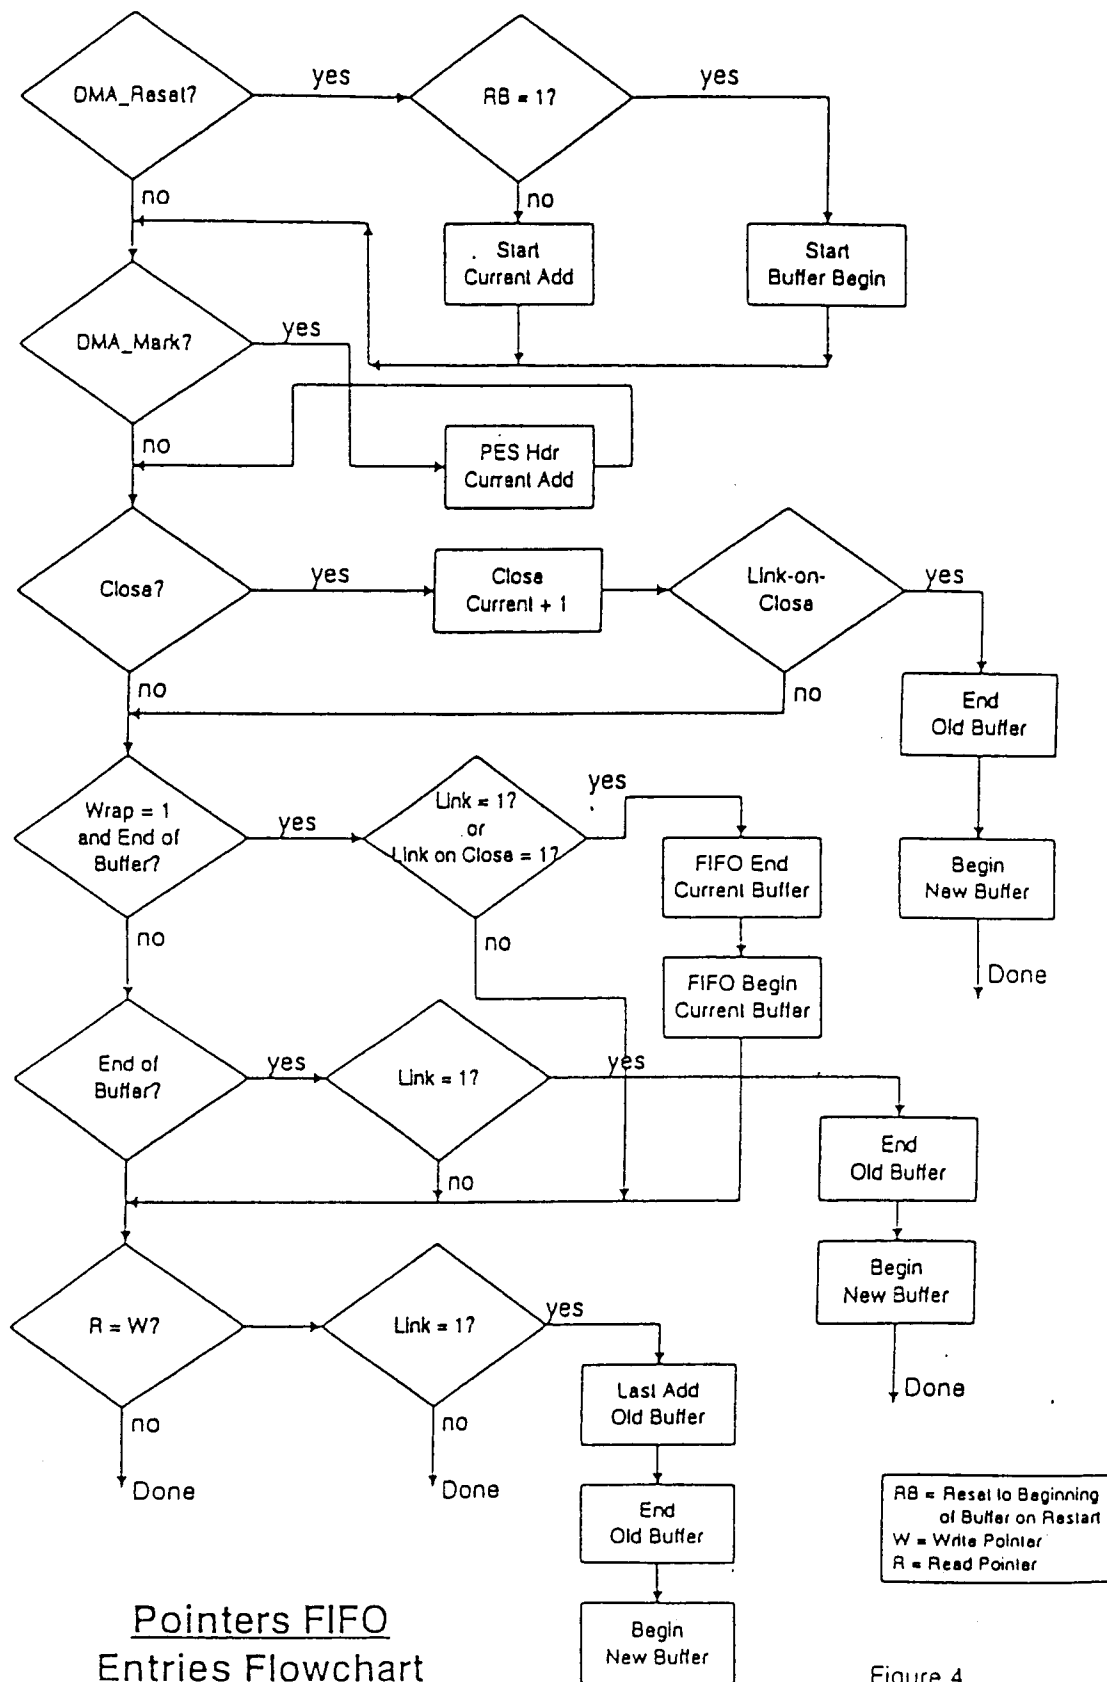 DMA_Reset?
yes
RB = 1?
yes
no
no
Start
Current Add
Start
Buffer Begin
DMA_Mark?
yes
no
PES Hdr
Current Add
Close?
yes
Close
Current + 1
Link-on-
Close
yes
no
no
End
Old Buffer
Wrap = 1
and End of
Buffer?
yes
Link = 1?
or
Link on Close = 1?
yes
FIFO End
Current Buffer
Begin
New Buffer
no
no
FIFO Begin
Current Buffer
Done
End of
Buffer?
yes
Link = 1?
yes
no
End
Old Buffer
Begin
New Buffer
R = W?
Link = 1?
yes
Last Add
Old Buffer
Done
no
no
Done
Done
End
Old Buffer
RB = Reset to Beginning
of Buffer on Restart
W = Write Pointer
R = Read Pointer
Begin
New Buffer
Pointers FIFO
Entries Flowchart
Figure 4